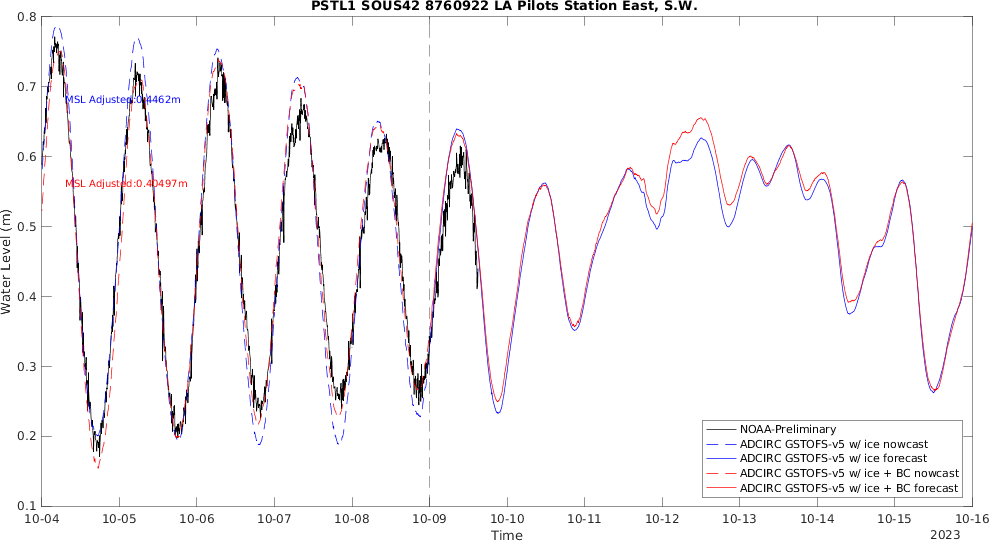 PSTL1 SOUS42 8760922 LA Pilots Station East, S.W.
0.8
0.7
0.6
0.5
0.4
0.3
0.2
0.1
Water Level (m)
MSL Adjusted:0.4462m
MSL Adjusted:0.40497m
NOAA-Preliminary
ADCIRC GSTOFS-v5 w/ ice nowcast
ADCIRC GSTOFS-v5 w/ ice forecast
ADCIRC GSTOFS-v5 w/ ice + BC nowcast
ADCIRC GSTOFS-v5 w/ ice + BC forecast
10-04 10-05 10-06 10-07 10-08 10-09 10-10 10-11 10-12 10-13 10-14 10-15 10-16
Time
2023